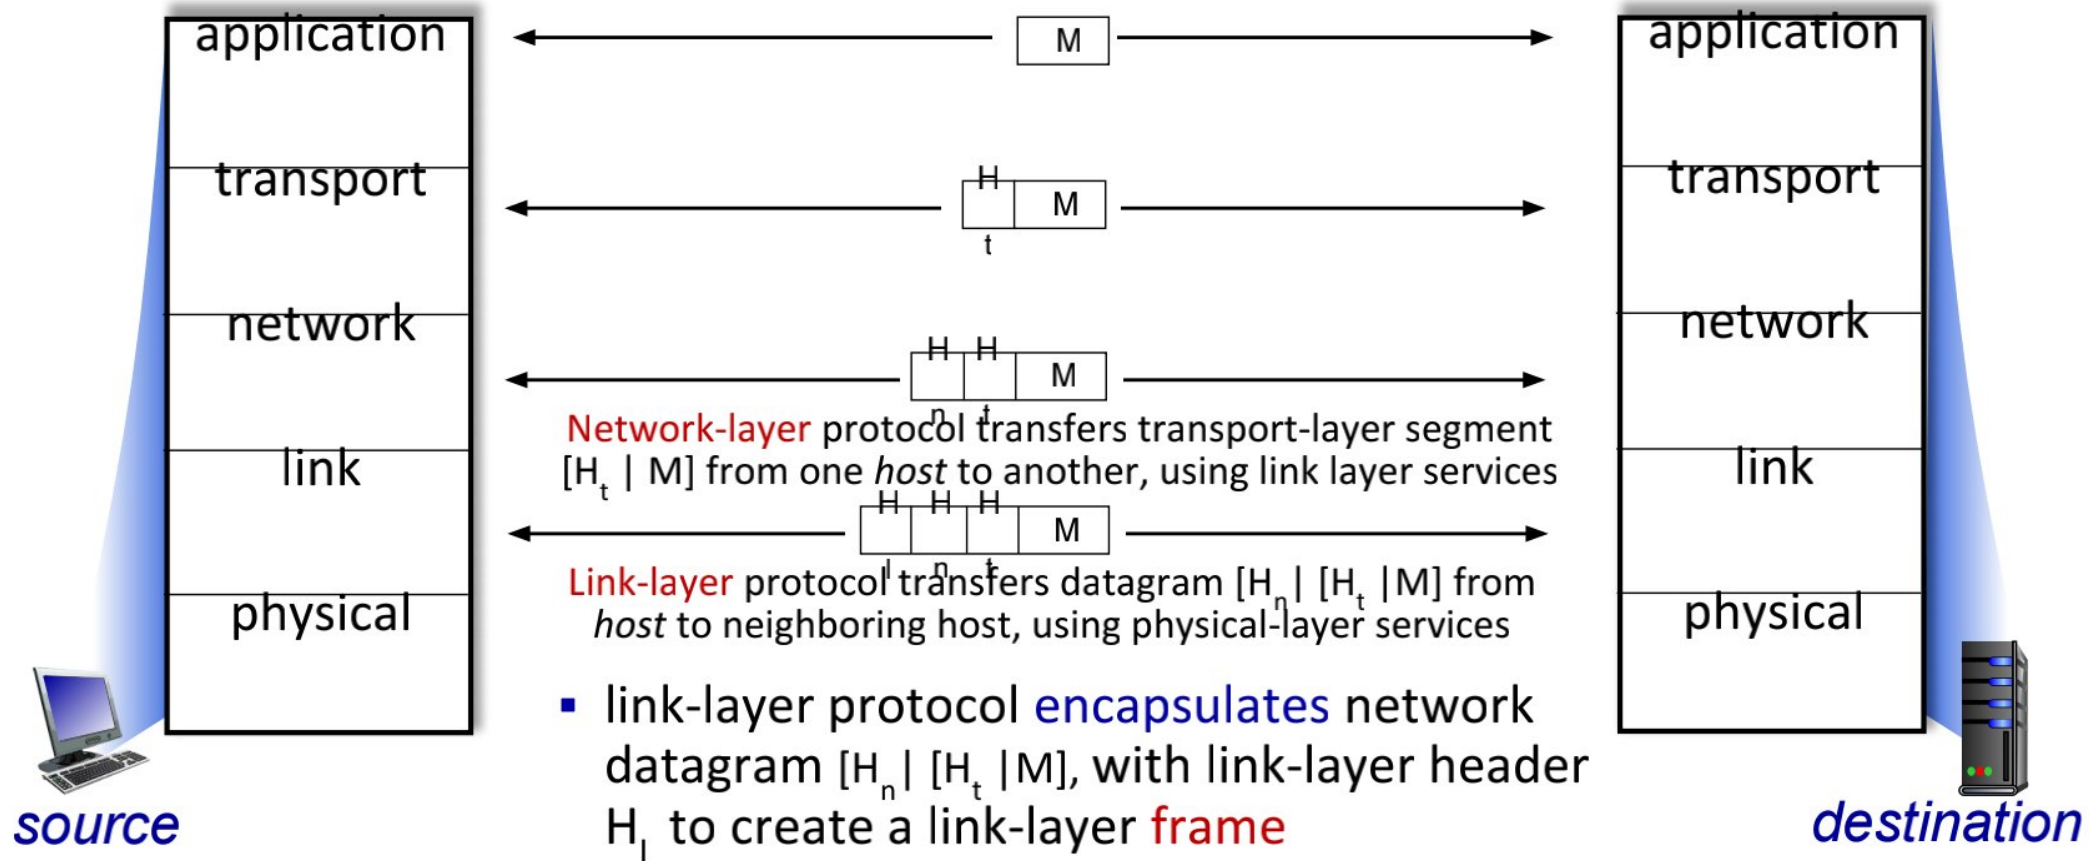 application
M
application
transport
H
t
M
transport
network
H H
n t
M
network
Network-layer protocol transfers transport-layer segment
[Ht | M] from one host to another, using link layer services
link
H H H
l n t
M
link
Link-layer protocol transfers datagram [Hn| [Ht |M] from
host to neighboring host, using physical-layer services
physical
physical
▪ link-layer protocol encapsulates network
datagram [Hn| [Ht |M], with link-layer header
Hl to create a link-layer frame
source
destination